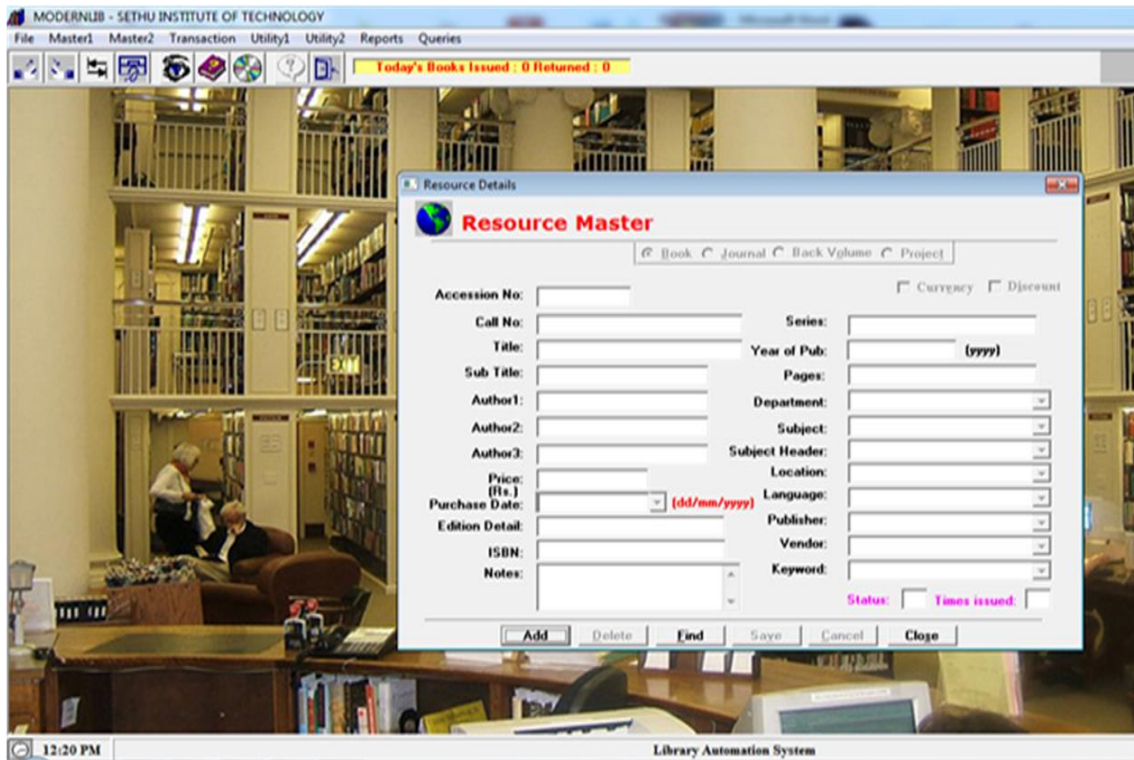 MODERNLIB - SETHU INSTITUTE OF TECHNOLOGY
File Master1 Master2 Transaction Utility1 Utility2 Reports Queries
Today's Books Issued : 0 Returned : 0
Resource Details
Resource Master
Book Journal Back Volume Project
Currency Discount
Accession No:
Call No: Series:
Title: Year of Pub: (yyyy)
Sub Title: Pages:
Author1: Department:
Author2: Subject:
Author3: Subject Header:
Price: Location:
(Rs.)
Purchase Date: (dd/mm/yyyy) Language:
Edition Detail: Publisher:
ISBN: Vendor:
Notes: Keyword:
Status: Times issued:
Add Delete Find Save Cancel Close
12:20 PM Library Automation System